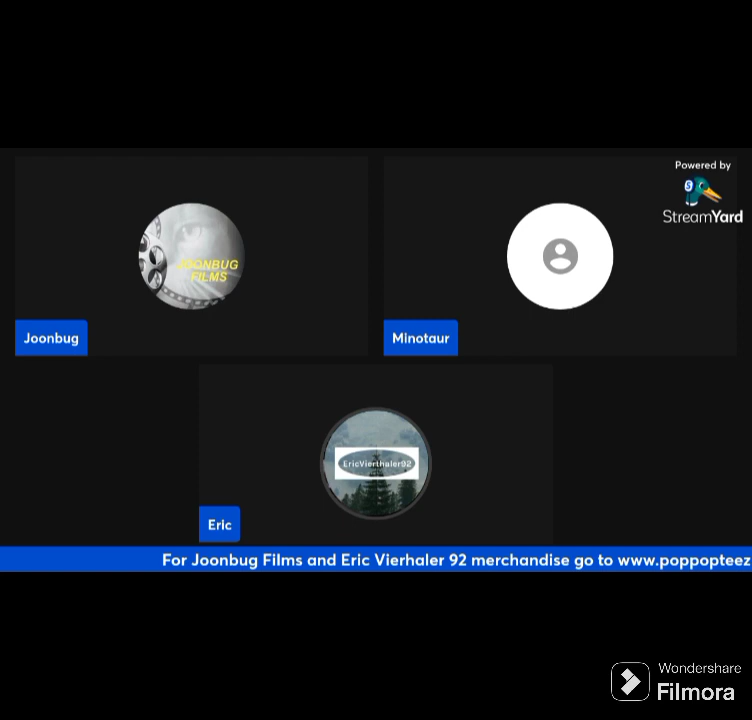 Powered by
StreamYard
JOONBUG
FILMS
Joonbug
Minotaur
EricVierthaler92
Eric
For Joonbug Films and Eric Vierhaler 92 merchandise go to www.poppopteez
Wondershare
Filmora